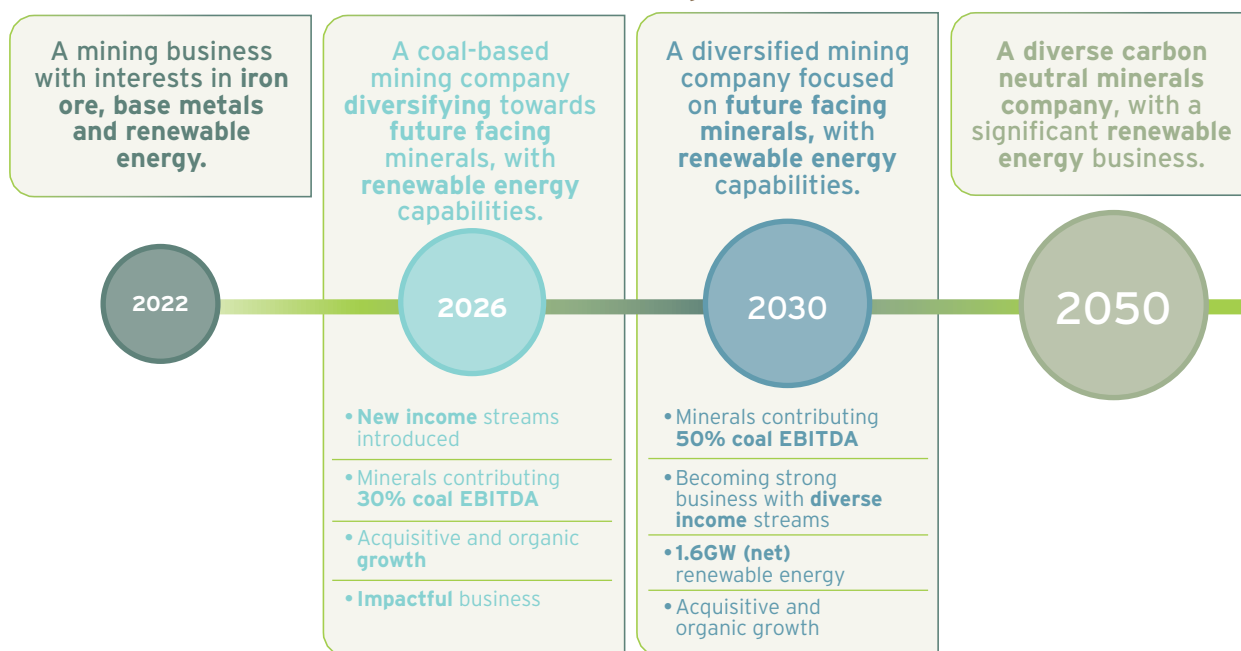 A mining business
with interests in iron
ore, base metals
and renewable
energy.
2022
A coal-based
mining company
diversifying towards
future facing
minerals, with
renewable energy
capabilities.
2026
• New income streams
introduced
• Minerals contributing
30% coal EBITDA
• Acquisitive and organic
growth
• Impactful business
A diversified mining
company focused
on future facing
minerals, with
renewable energy
capabilities.
2030
• Minerals contributing
50% coal EBITDA
• Becoming strong
business with diverse
income streams
• 1.6GW (net)
renewable energy
• Acquisitive and
organic growth
A diverse carbon
neutral minerals
company, with a
significant renewable
energy business.
2050